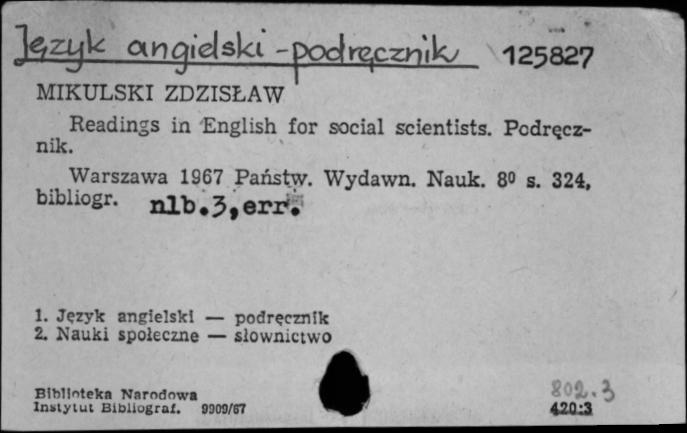 Język angielski - podręcznik 125827
MIKULSKI ZDZISŁAW
Readings in English for social scientists. Podręcz-
nik.
Warszawa 1967 Państw. Wydawn. Nauk. 8⁰ s. 324,
bibliogr. nlb.3,err.
1. Język angielski — podręcznik
2. Nauki społeczne — słownictwo
Biblioteka Narodowa
Instytut Bibliograf. 9909/67
802.3
420:3